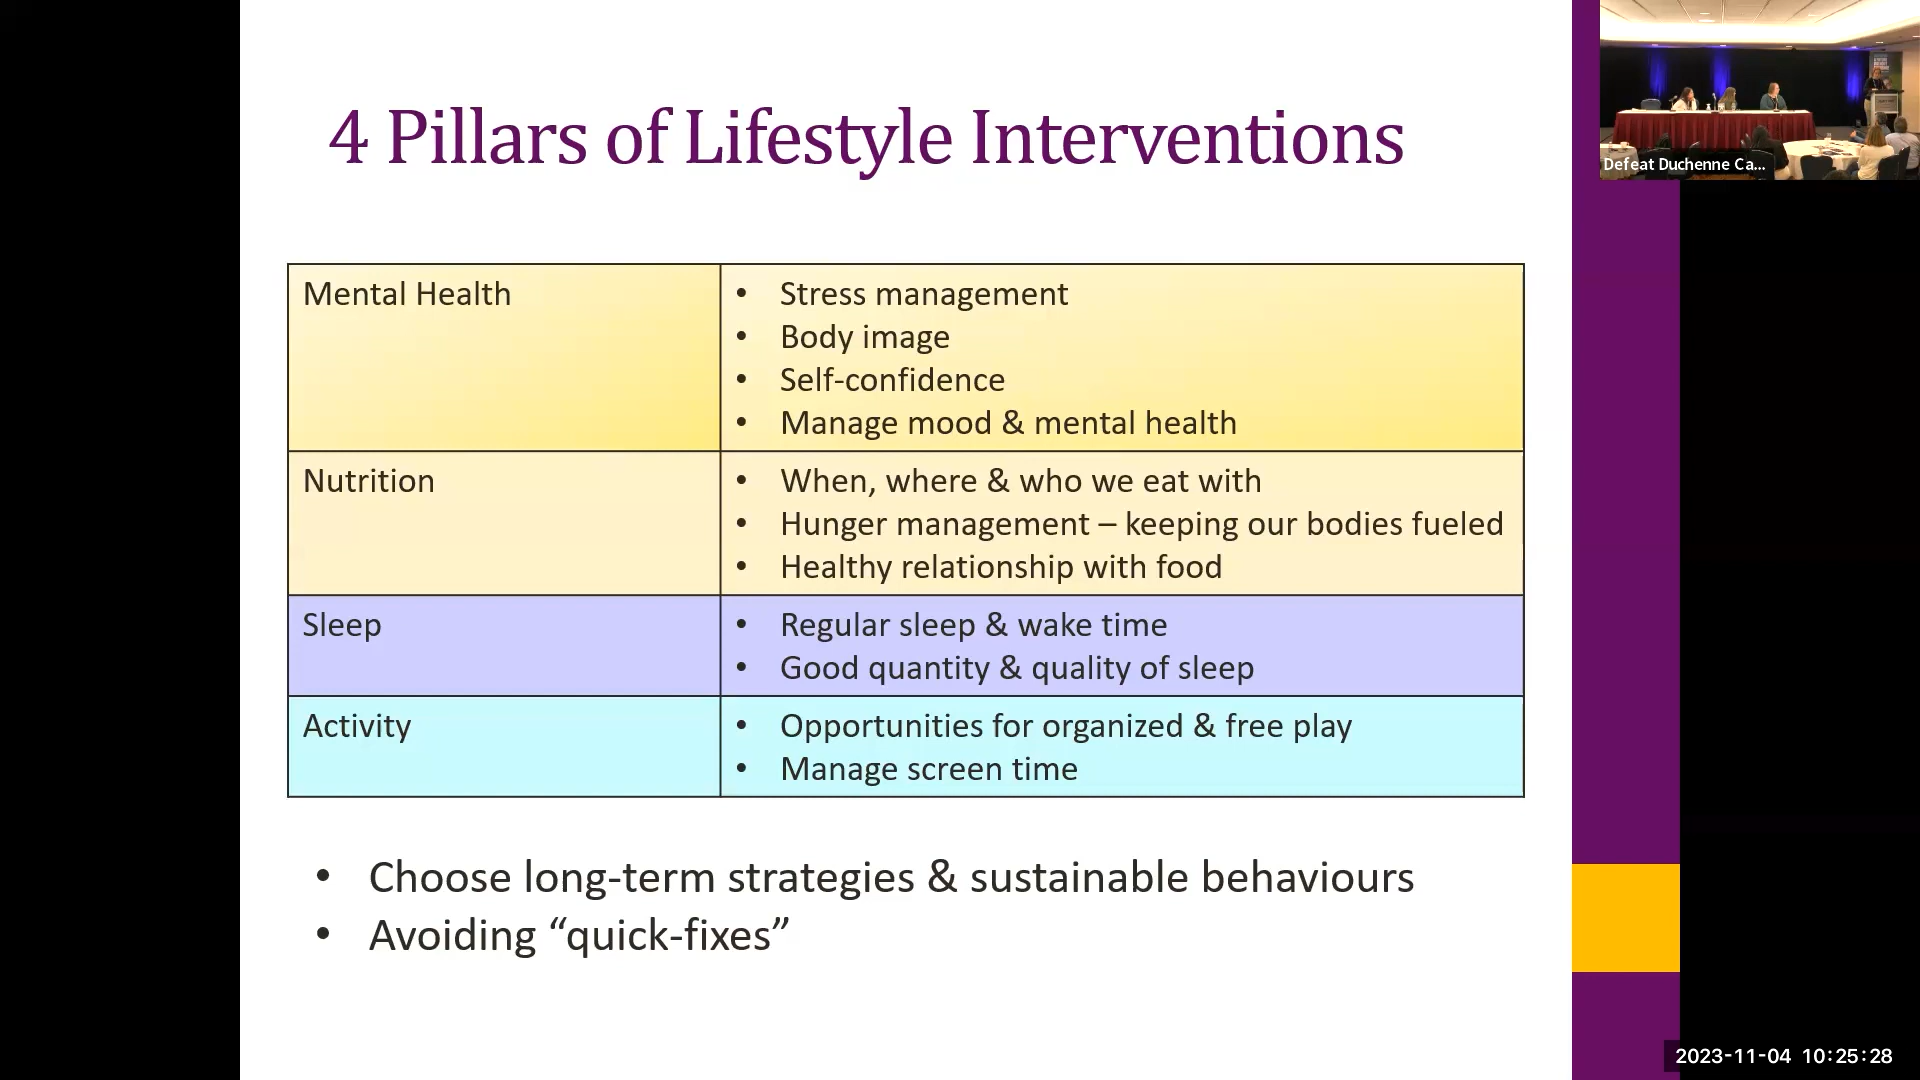 4 Pillars of Lifestyle Interventions
Defeat Duchenne Ca...
Mental Health
• Stress management
• Body image
• Self-confidence
• Manage mood & mental health
Nutrition
• When, where & who we eat with
• Hunger management – keeping our bodies fueled
• Healthy relationship with food
Sleep
• Regular sleep & wake time
• Good quantity & quality of sleep
Activity
• Opportunities for organized & free play
• Manage screen time
• Choose long-term strategies & sustainable behaviours
• Avoiding “quick-fixes”
2023-11-04 10:25:28